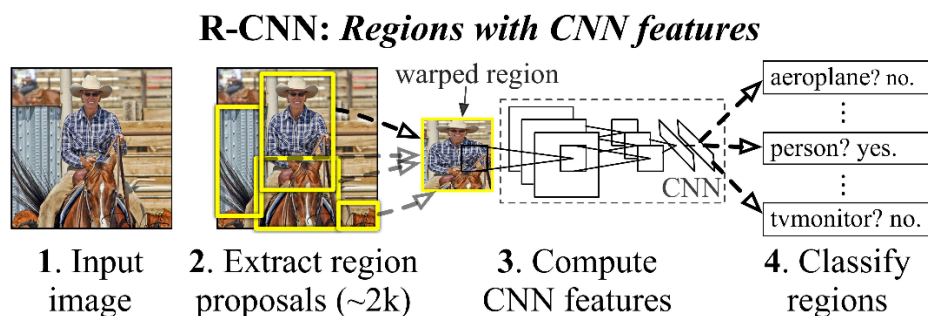 R-CNN: Regions with CNN features
warped region
aeroplane? no.
⋮
person? yes.
⋮
tvmonitor? no.
CNN
1. Input
image
2. Extract region
proposals (~2k)
3. Compute
CNN features
4. Classify
regions